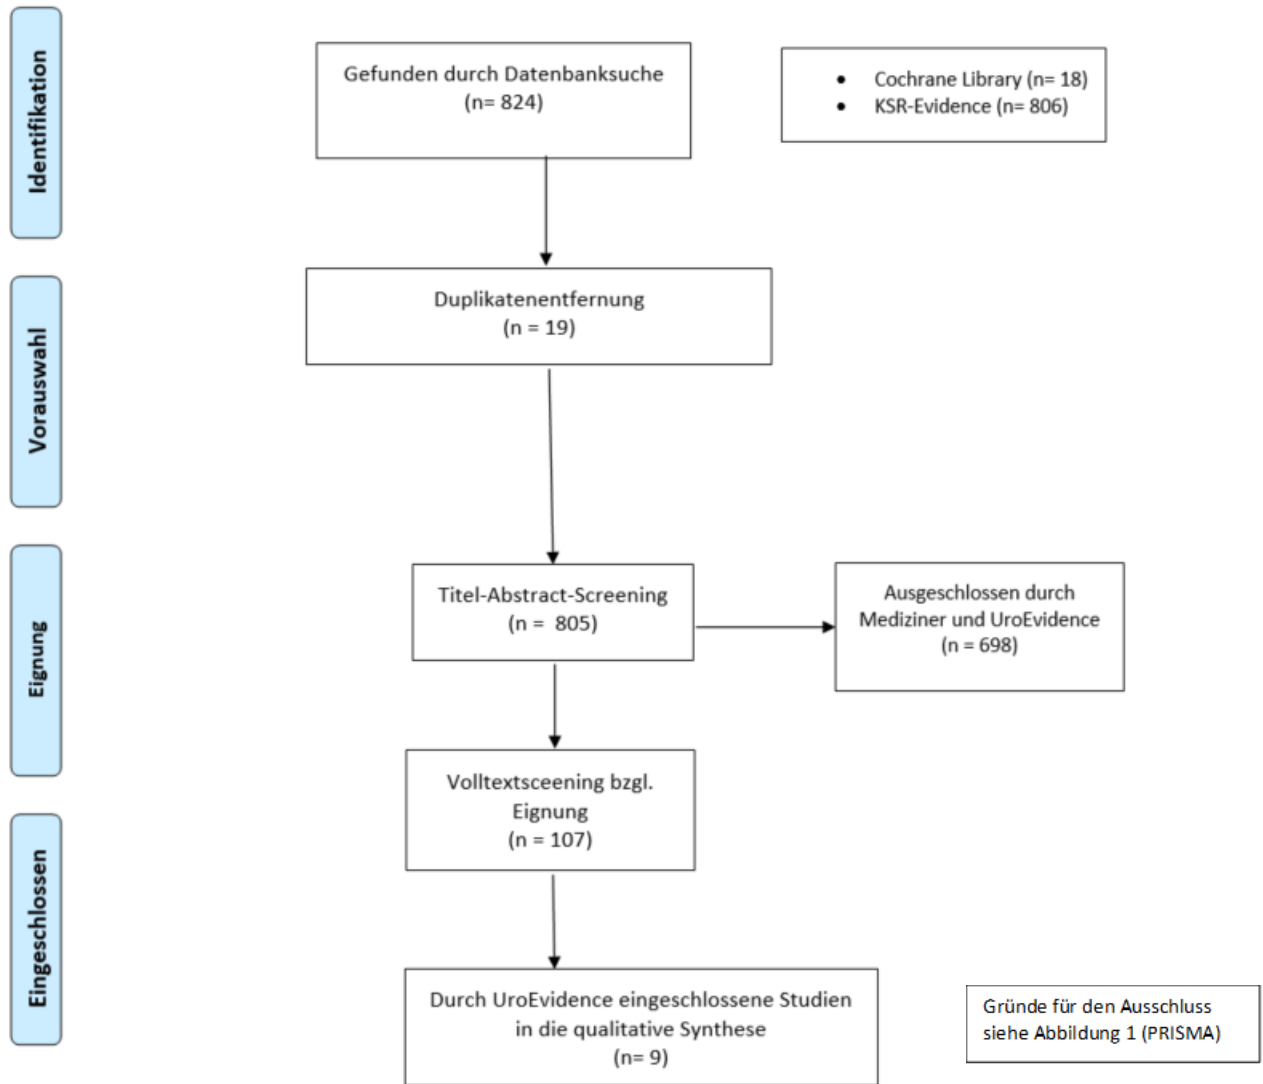 Identifikation
Gefunden durch Datenbanksuche
(n= 824)
• Cochrane Library (n= 18)
• KSR-Evidence (n= 806)
Vorauswahl
Duplikatenentfernung
(n = 19)
Eignung
Titel-Abstract-Screening
(n = 805)
Ausgeschlossen durch
Mediziner und UroEvidence
(n = 698)
Volltextsceening bzgl.
Eignung
(n = 107)
Eingeschlossen
Durch UroEvidence eingeschlossene Studien
in die qualitative Synthese
(n= 9)
Gründe für den Ausschluss
siehe Abbildung 1 (PRISMA)